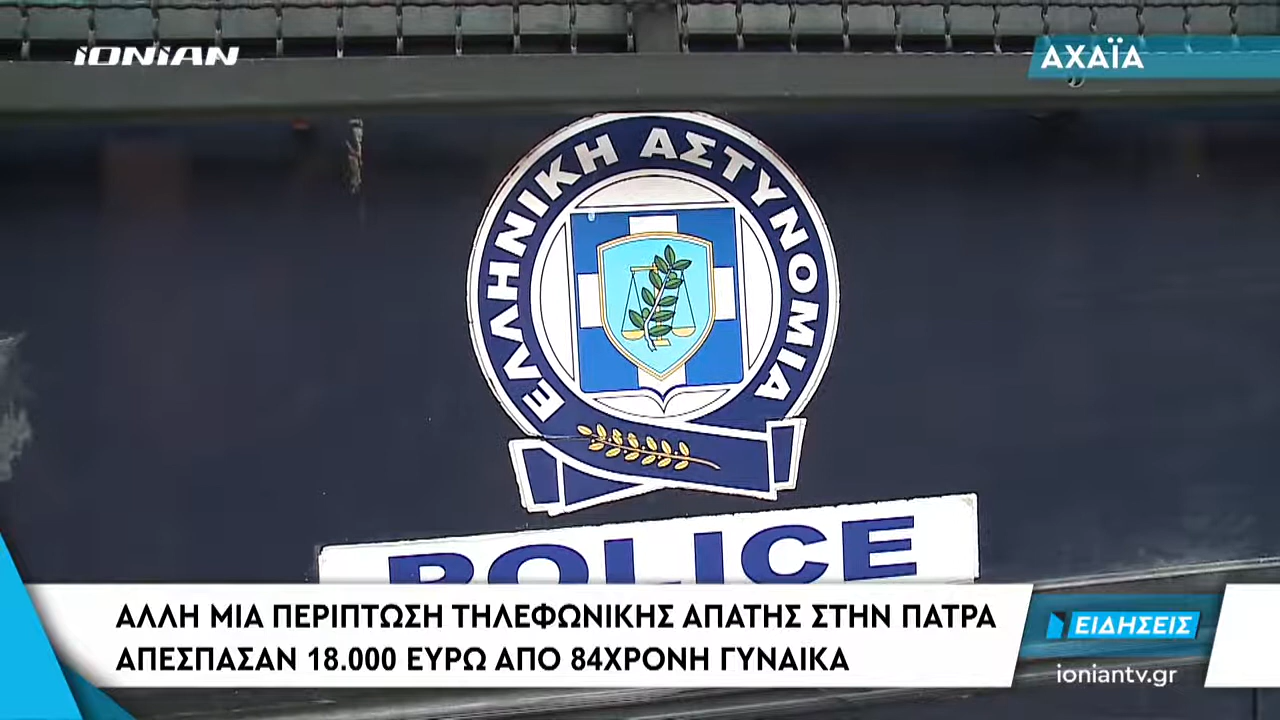 IONIAN
ΑΧΑΪΑ
ΕΛΛΗΝΙΚΗ ΑΣΤΥΝΟΜΙΑ
POLICE
ΑΛΛΗ ΜΙΑ ΠΕΡΙΠΤΩΣΗ ΤΗΛΕΦΩΝΙΚΗΣ ΑΠΑΤΗΣ ΣΤΗΝ ΠΑΤΡΑ
ΑΠΕΣΠΑΣΑΝ 18.000 ΕΥΡΩ ΑΠΟ 84ΧΡΟΝΗ ΓΥΝΑΙΚΑ
ΕΙΔΗΣΕΙΣ
ioniantv.gr